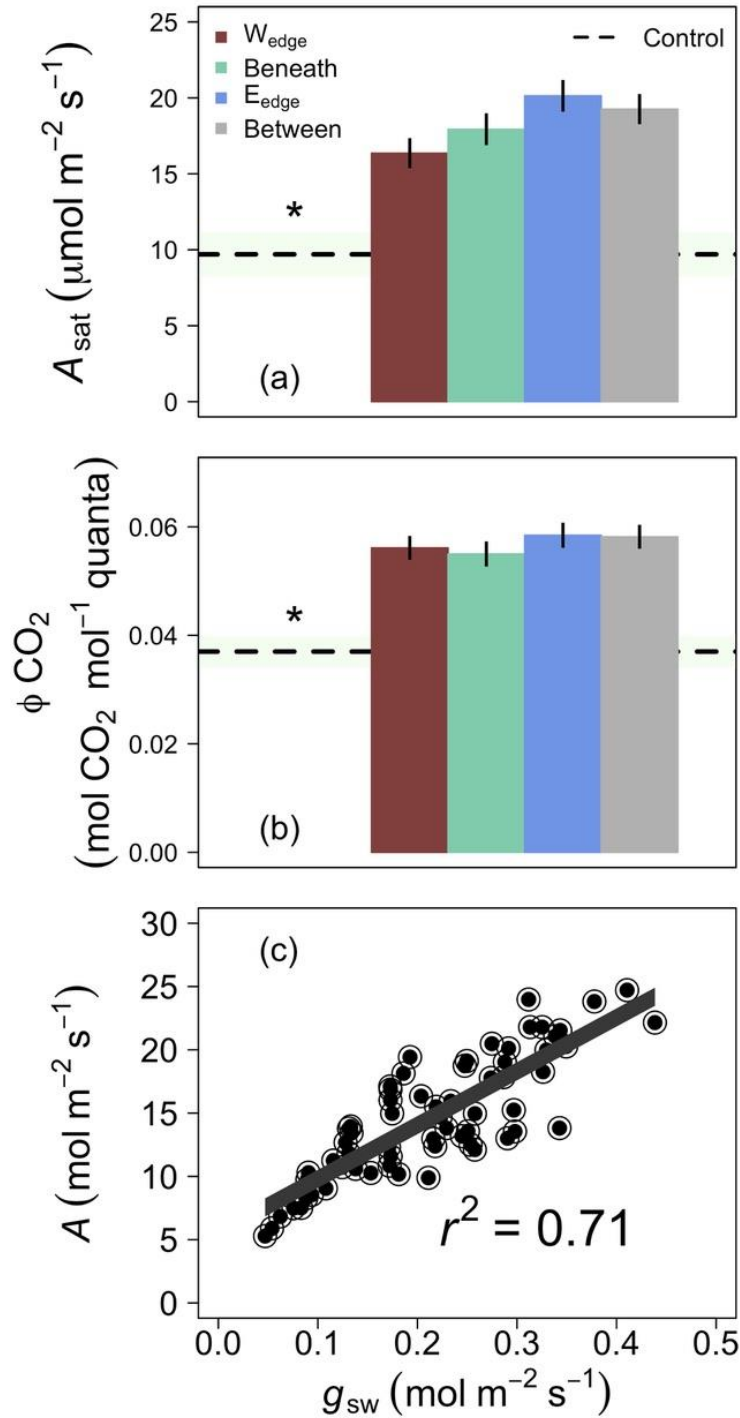 25
20
15
10
5
0
A_sat (μmol m⁻² s⁻¹)
W_edge
Beneath
E_edge
Between
Control
*
(a)
0.06
0.04
0.02
0.00
ϕ CO₂
(mol CO₂ mol⁻¹ quanta)
*
(b)
30
25
20
15
10
5
0
A (mol m⁻² s⁻¹)
(c)
r² = 0.71
0.0 0.1 0.2 0.3 0.4 0.5
g_sw (mol m⁻² s⁻¹)